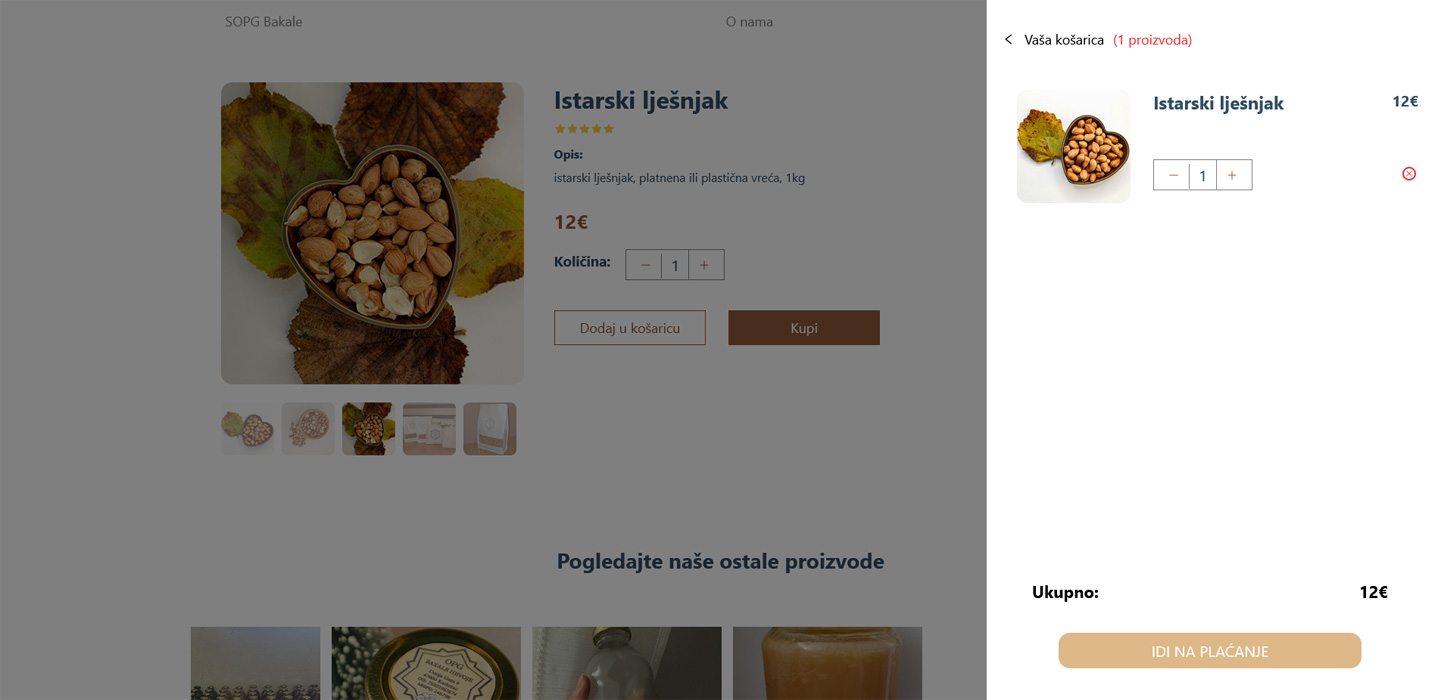 SOPG Bakale
O nama
Istarski lješnjak
Opis:
istarski lješnjak, platnena ili plastična vreća, 1kg
12€
Količina:
− 1 +
Dodaj u košaricu
Kupi
Pogledajte naše ostale proizvode
OPG
Vaša košarica (1 proizvoda)
Istarski lješnjak
12€
− 1 +
Ukupno:
12€
IDI NA PLAĆANJE